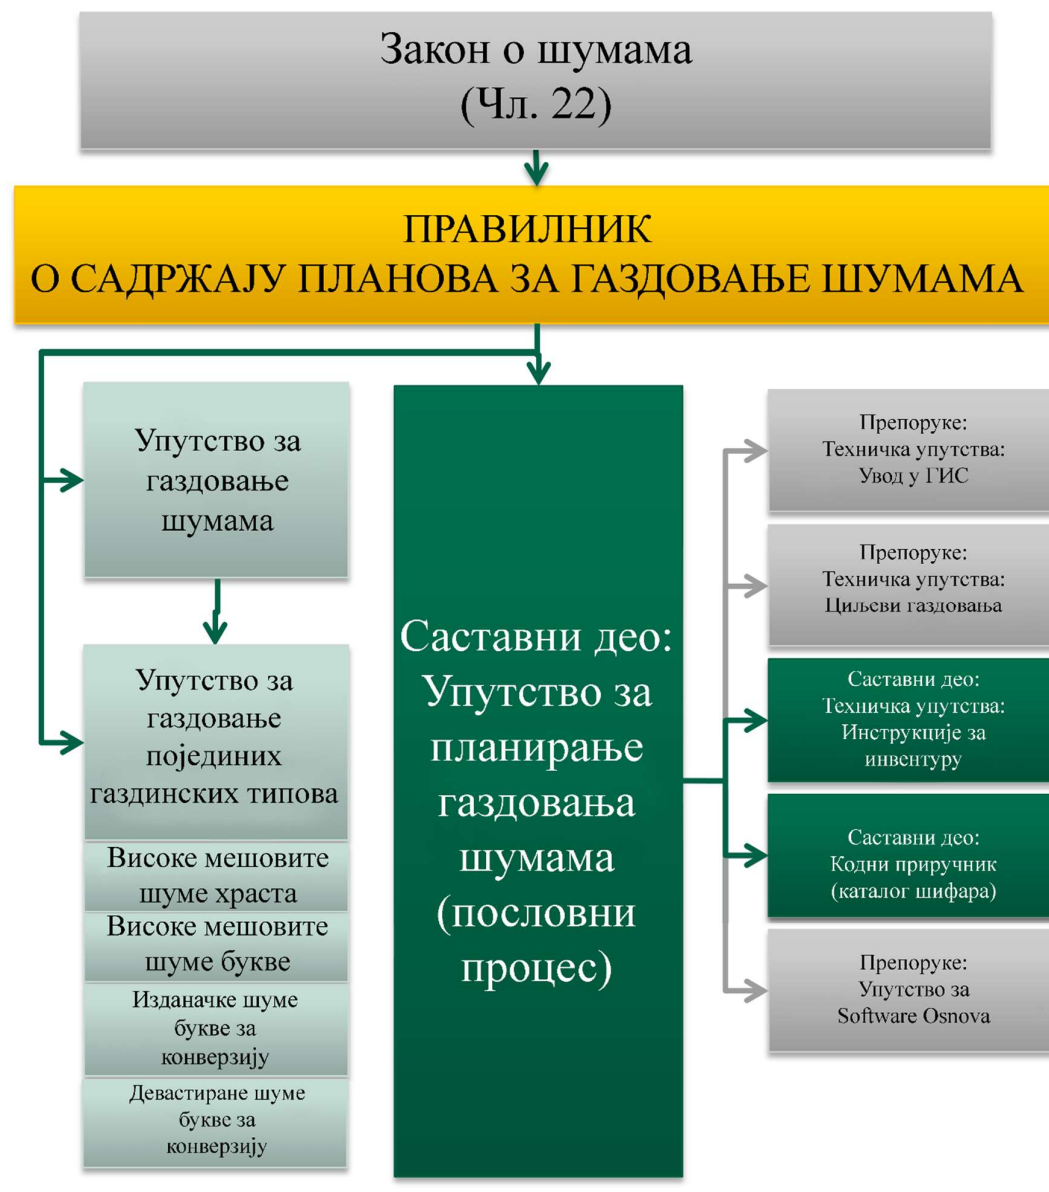 Закон о шумама
(Чл. 22)
ПРАВИЛНИК
О САДРЖАЈУ ПЛАНОВА ЗА ГАЗДОВАЊЕ ШУМАМА
Упутство за
газдовање
шумама
Упутство за
газдовање
појединих
газдинских типова
Високе мешовите
шуме храста
Високе мешовите
шуме букве
Изданачке шуме
букве за
конверзију
Девастиране шуме
букве за
конверзију
Саставни део:
Упутство за
планирање
газдовања
шумама
(пословни
процес)
Препоруке:
Техничка упутства:
Увод у ГИС
Препоруке:
Техничка упутства:
Циљеви газдовања
Саставни део:
Техничка упутства:
Инструкције за
инвентуру
Саставни део:
Кодни приручник
(каталог шифара)
Препоруке:
Упутство за
Software Osnova